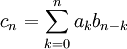 c_n = \sum_{k=0}^{n} a_k b_{n-k}